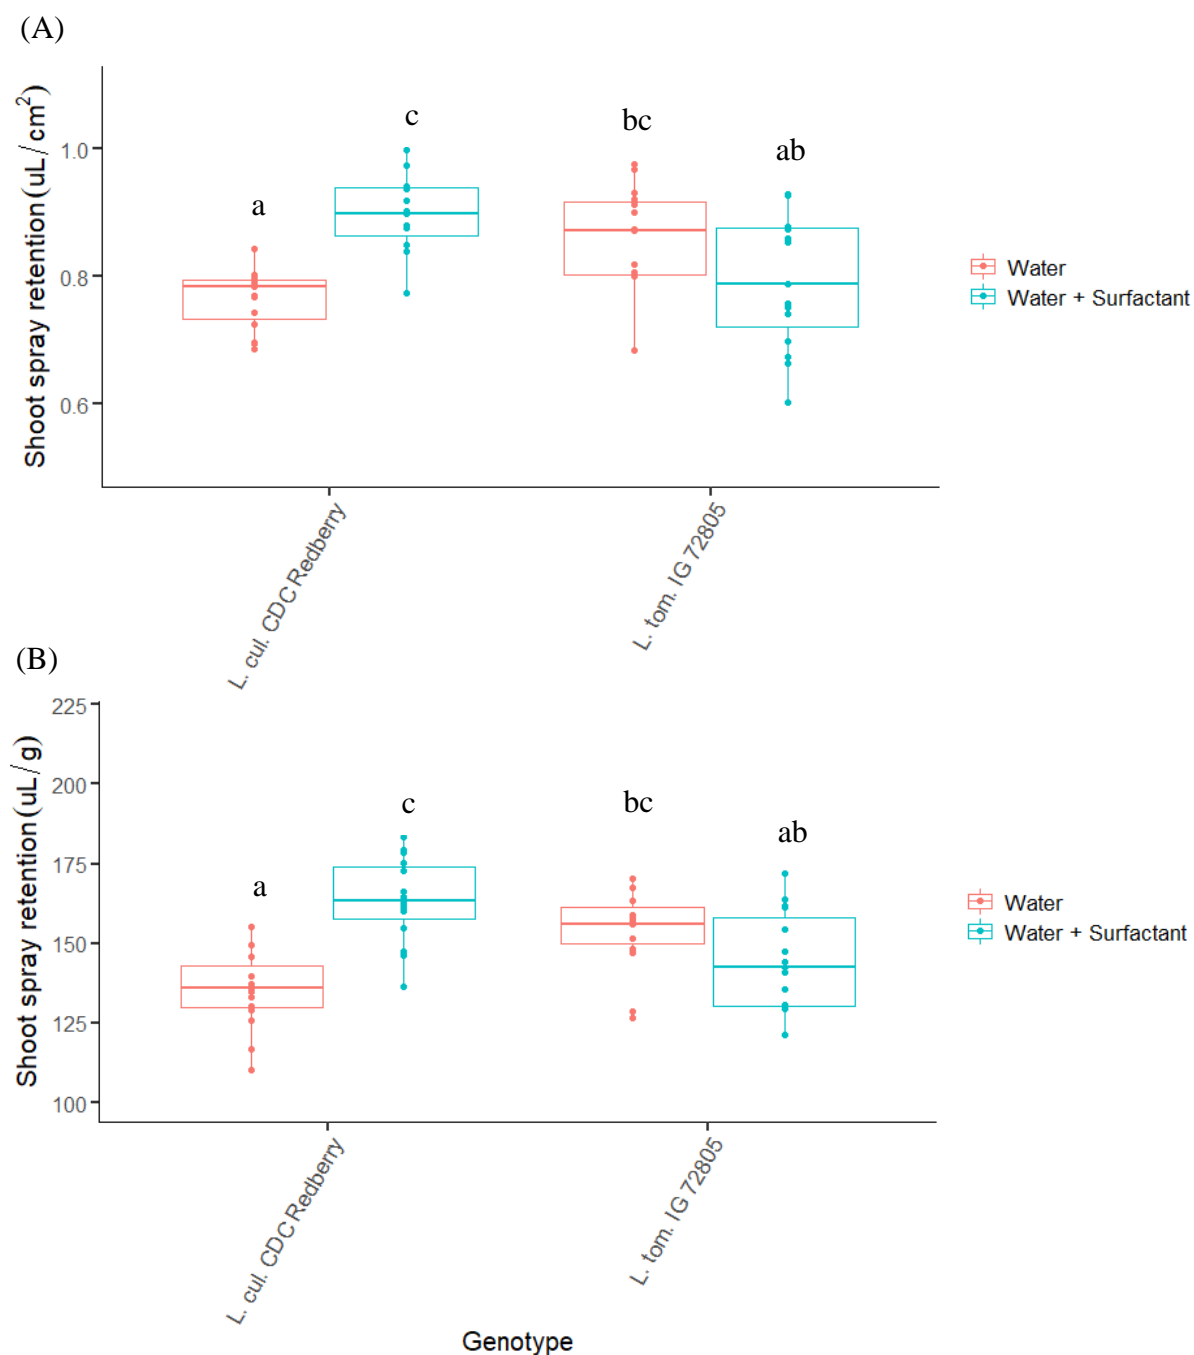 (A)
Shoot spray retention (uL/cm²)
1.0
0.8
0.6
a
c
bc
ab
L. cul. CDC Redberry
L. tom. IG 72805
Water
Water + Surfactant
(B)
Shoot spray retention (uL/g)
225
200
175
150
125
100
a
c
bc
ab
L. cul. CDC Redberry
L. tom. IG 72805
Genotype
Water
Water + Surfactant